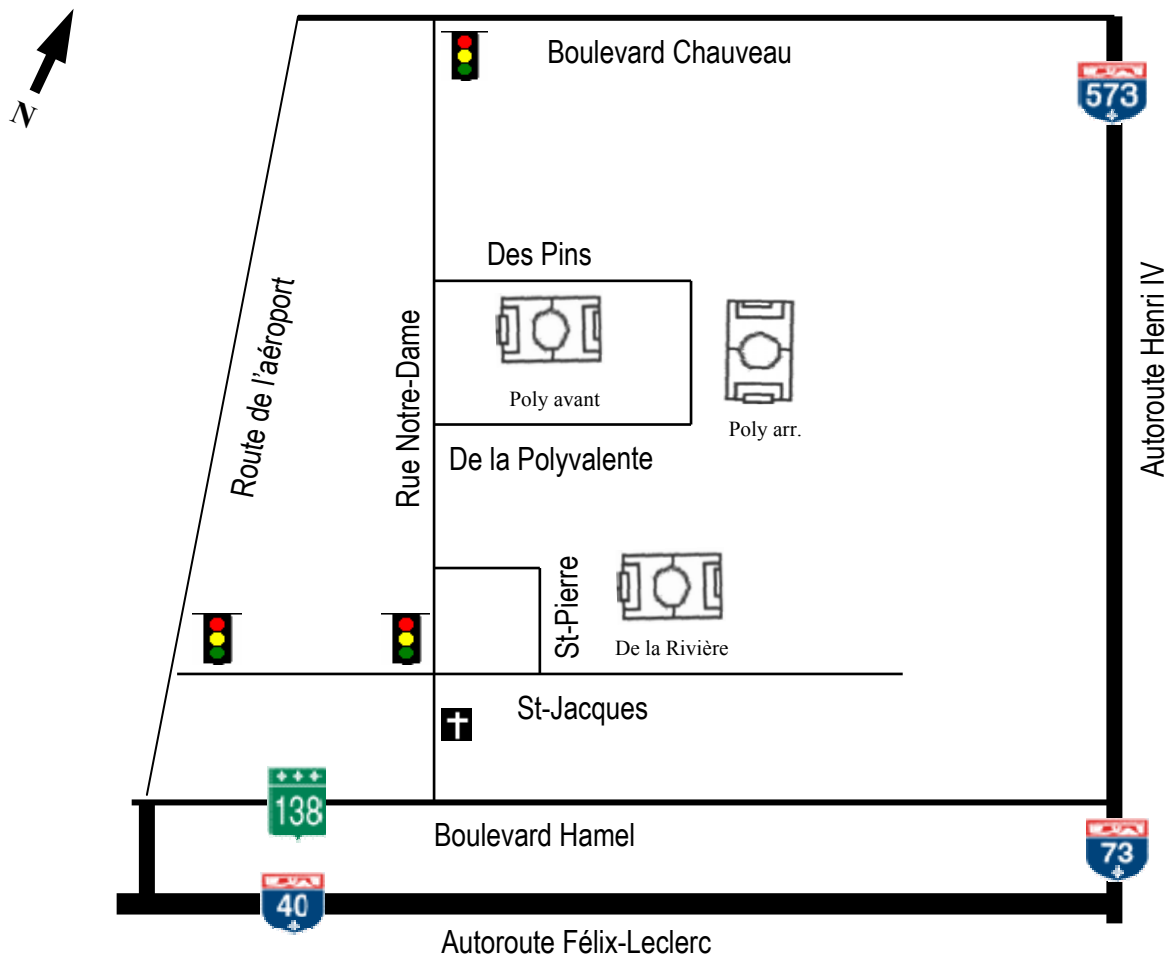 Boulevard Chauveau
573
N
Des Pins
Autoroute Henri IV
Route de l'aéroport
Rue Notre-Dame
Poly avant
Poly arr.
De la Polyvalente
St-Pierre
De la Rivière
St-Jacques
138
Boulevard Hamel
73
40
Autoroute Félix-Leclerc